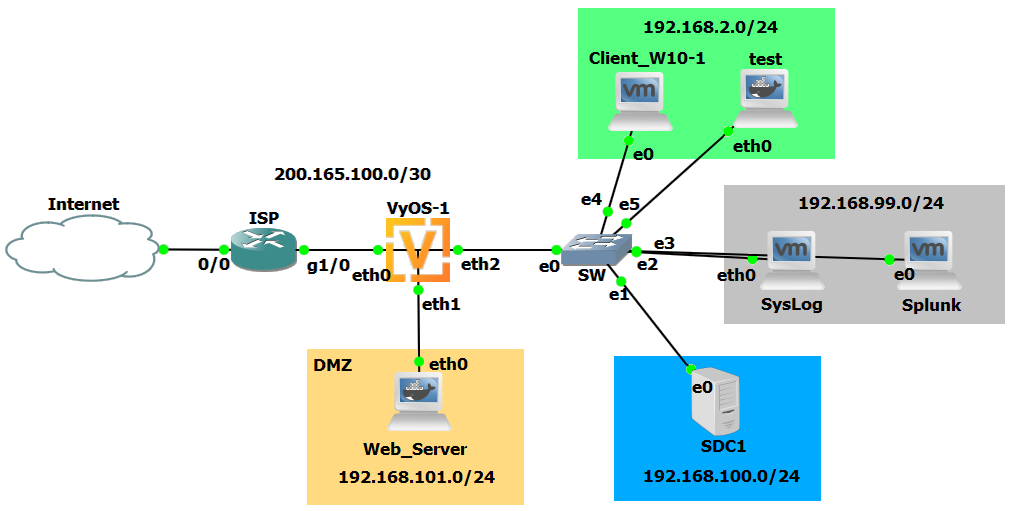 192.168.2.0/24
Client_W10-1
test
vm
e0
eth0
200.165.100.0/30
Internet
ISP
VyOS-1
V
0/0
g1/0
eth0
eth2
eth1
e4
e5
e0
SW
e3
e2
e1
192.168.99.0/24
vm
vm
eth0
e0
SysLog
Splunk
DMZ
eth0
Web_Server
192.168.101.0/24
e0
SDC1
192.168.100.0/24